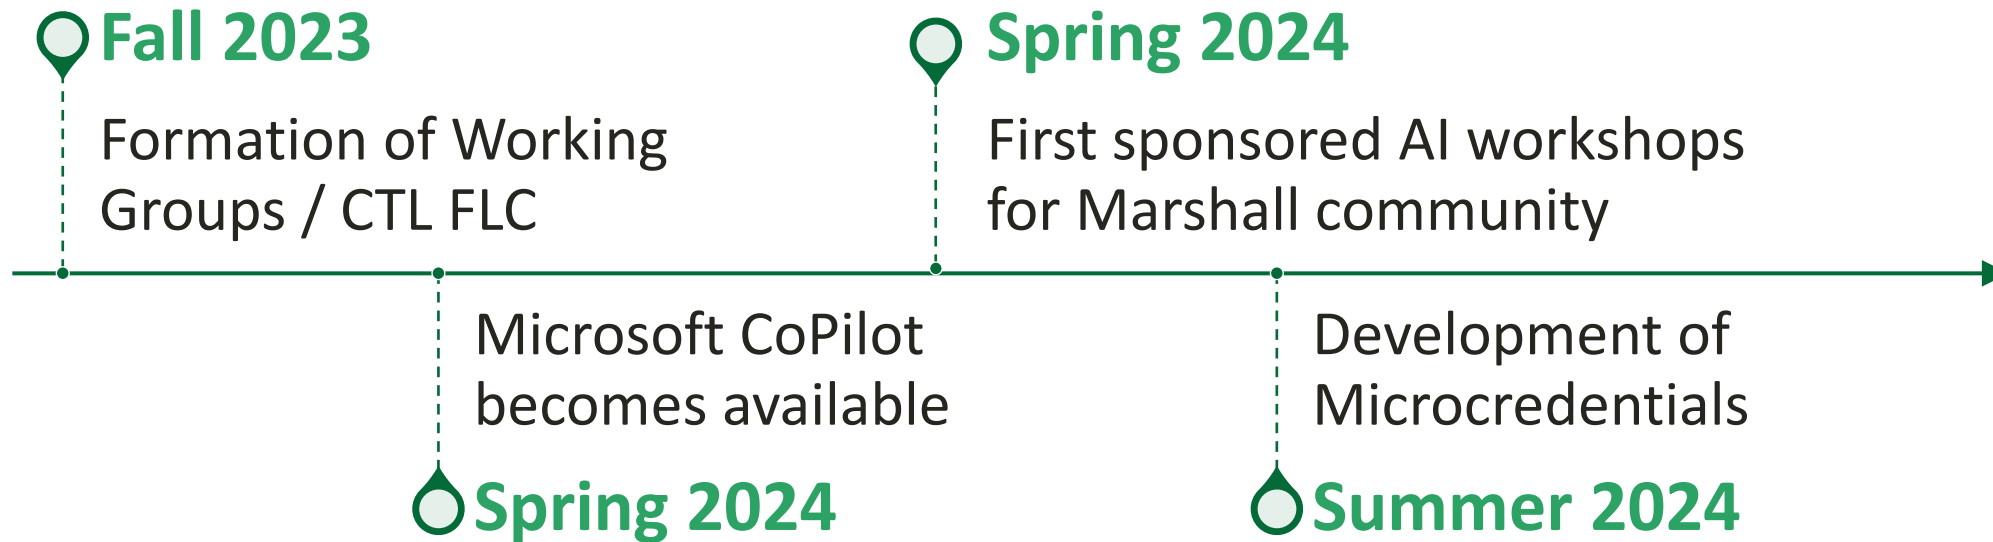 Fall 2023
Formation of Working
Groups / CTL FLC
Microsoft CoPilot
becomes available
Spring 2024
Spring 2024
First sponsored AI workshops
for Marshall community
Development of
Microcredentials
Summer 2024